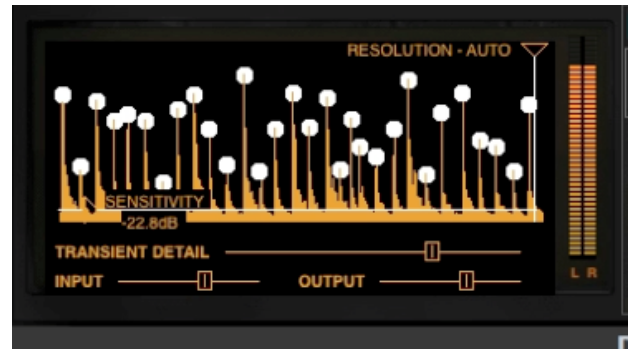 RESOLUTION - AUTO
SENSITIVITY
-22.8dB
TRANSIENT DETAIL
INPUT
OUTPUT
L R